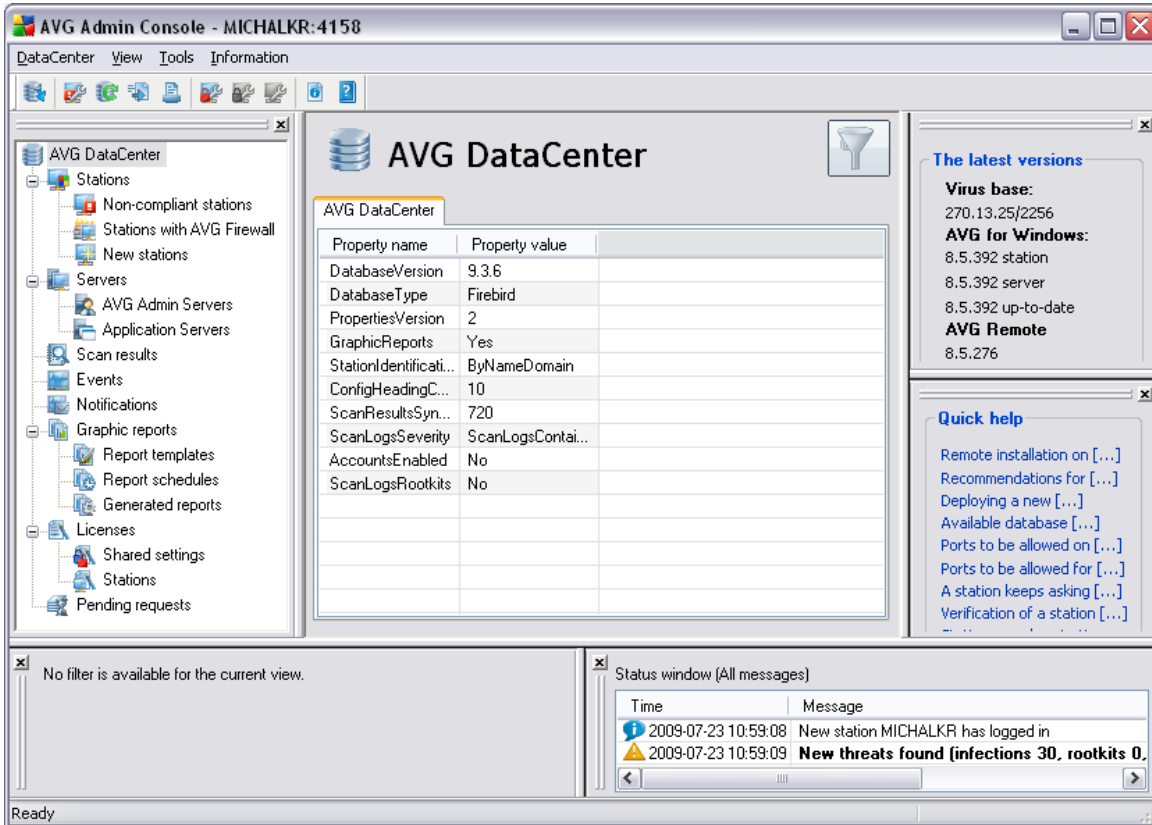 AVG Admin Console - MICHALKR:4158
DataCenter View Tools Information
AVG DataCenter
Stations
Non-compliant stations
Stations with AVG Firewall
New stations
Servers
AVG Admin Servers
Application Servers
Scan results
Events
Notifications
Graphic reports
Report templates
Report schedules
Generated reports
Licenses
Shared settings
Stations
Pending requests
AVG DataCenter
AVG DataCenter
Property name Property value
DatabaseVersion 9.3.6
DatabaseType Firebird
PropertiesVersion 2
GraphicReports Yes
StationIdentificati... ByNameDomain
ConfigHeadingC... 10
ScanResultsSyn... 720
ScanLogsSeverity ScanLogsContai...
AccountsEnabled No
ScanLogsRootkits No
The latest versions
Virus base:
270.13.25/2256
AVG for Windows:
8.5.392 station
8.5.392 server
8.5.392 up-to-date
AVG Remote
8.5.276
Quick help
Remote installation on [...]
Recommendations for [...]
Deploying a new [...]
Available database [...]
Ports to be allowed on [...]
Ports to be allowed for [...]
A station keeps asking [...]
Verification of a station [...]
No filter is available for the current view.
Status window (All messages)
Time Message
2009-07-23 10:59:08 New station MICHALKR has logged in
2009-07-23 10:59:09 New threats found (infections 30, rootkits 0,
Ready